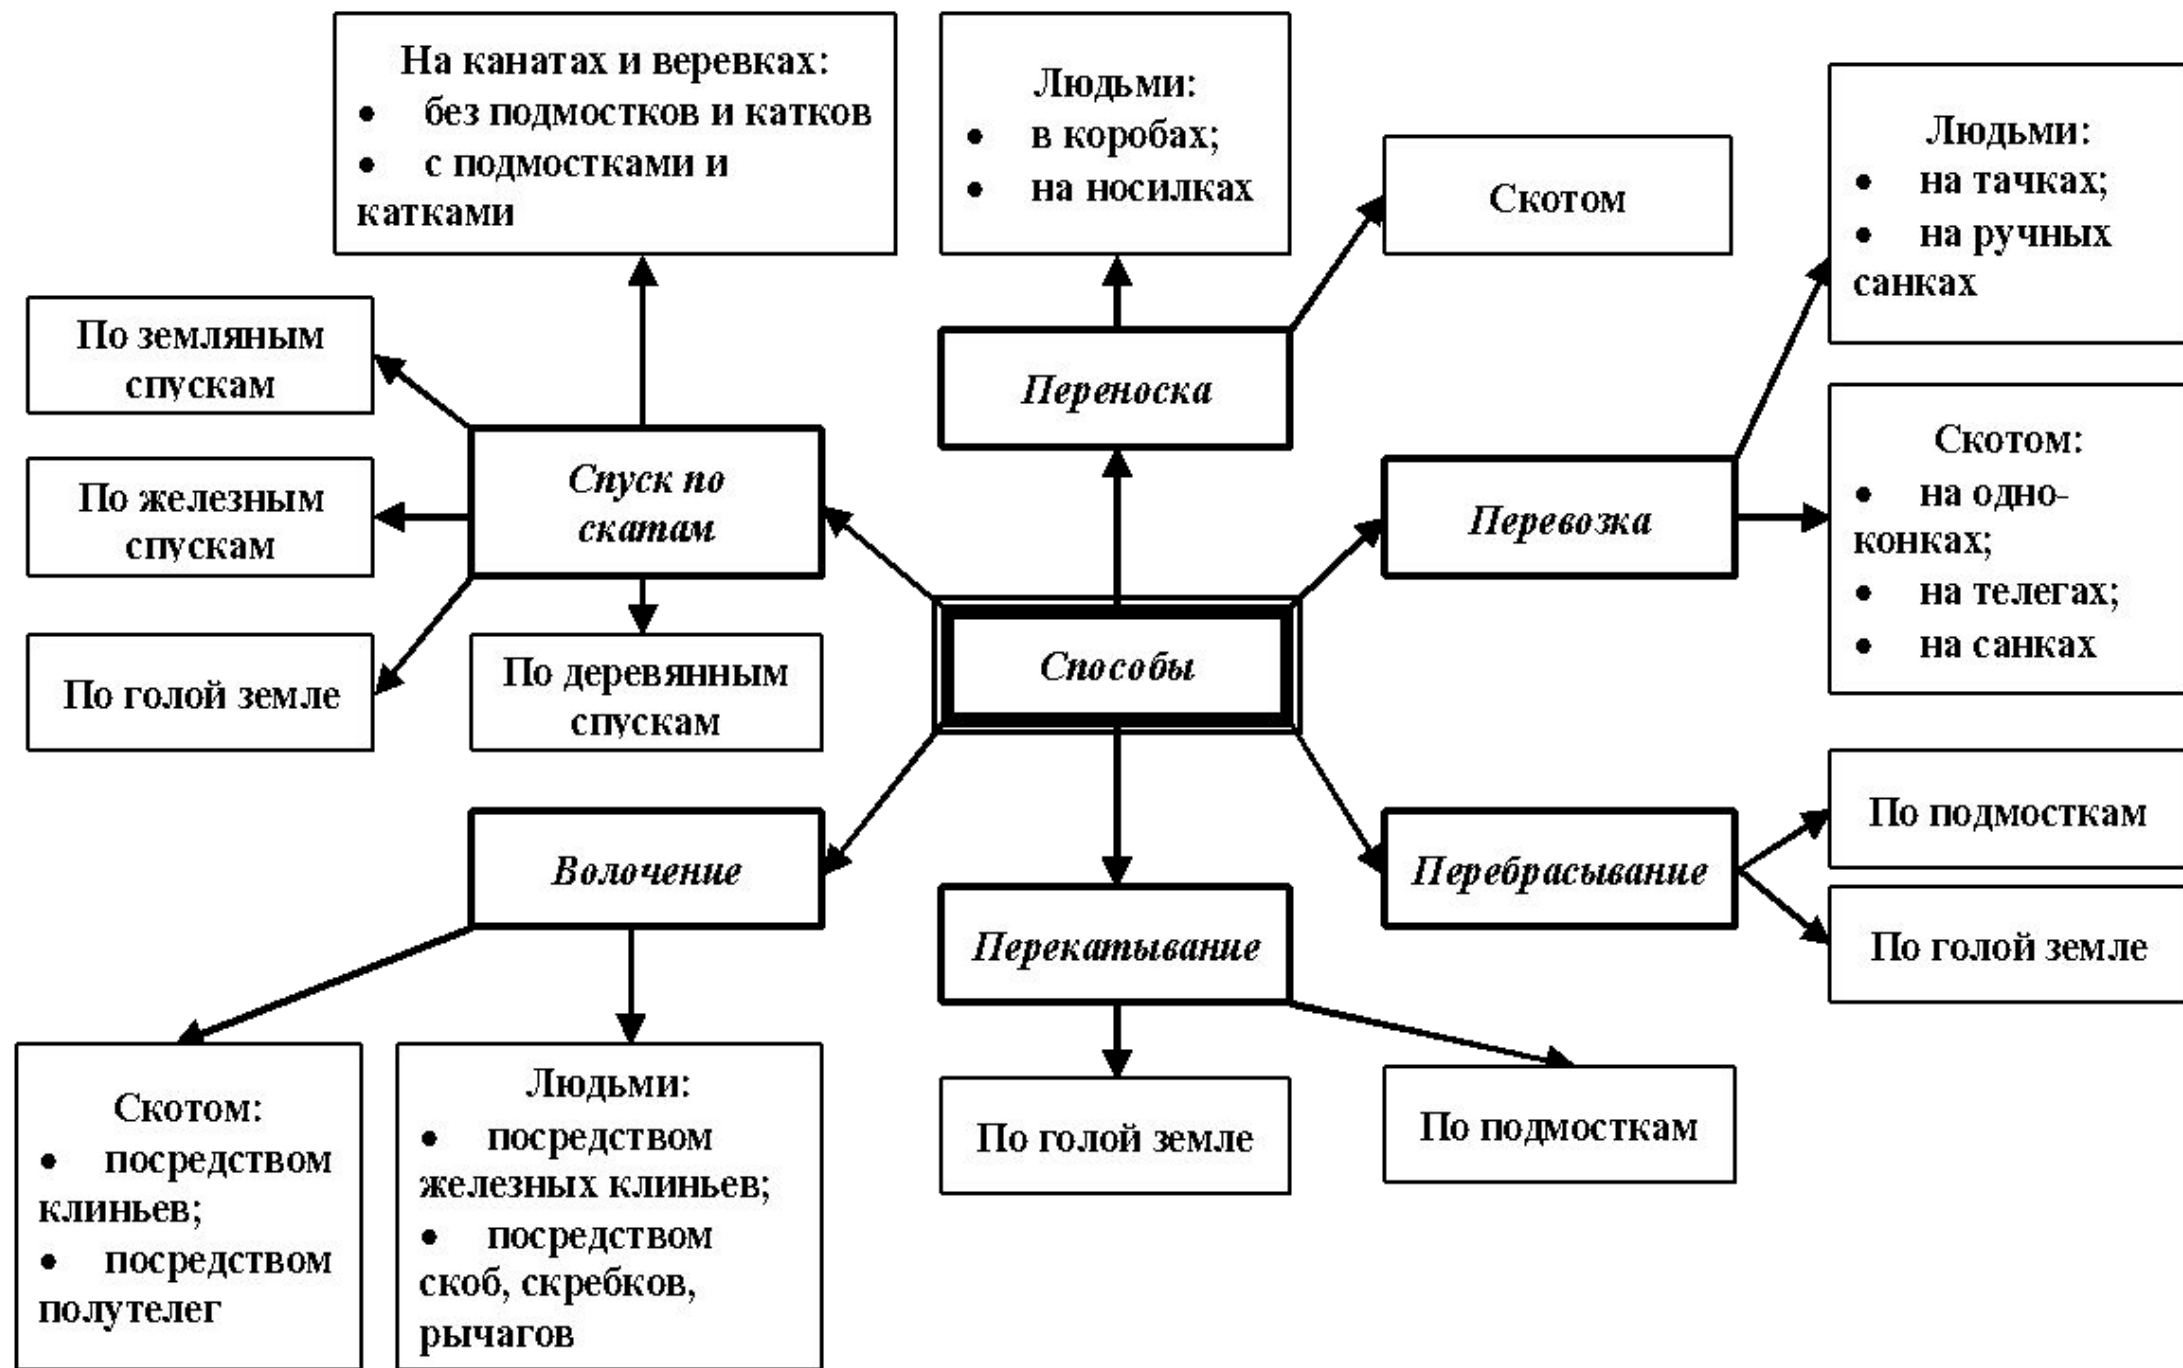 На канатах и веревках:
• без подмостков и катков
• с подмостками и
катками
Людьми:
• в коробах;
• на носилках
Скотом
Людьми:
• на тачках;
• на ручных
санках
По земляным
спускам
Переноска
Скотом:
• на одно-
конках;
• на телегах;
• на санках
По железным
спускам
Спуск по
скатам
Перевозка
По голой земле
По деревянным
спускам
Способы
По подмосткам
Волочение
Перебрасывание
Перекатывание
По голой земле
Скотом:
• посредством
клиньев;
• посредством
полутелег
Людьми:
• посредством
железных клиньев;
• посредством
скоб, скребков,
рычагов
По голой земле
По подмосткам